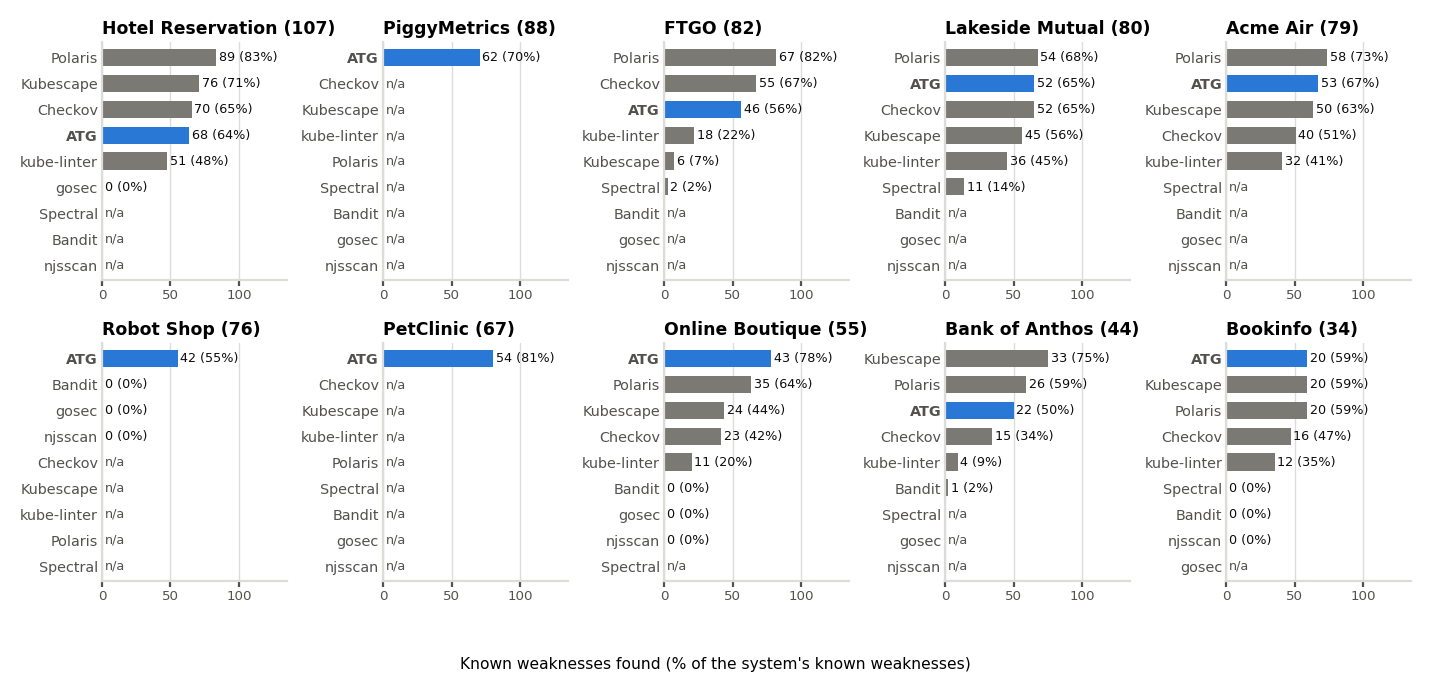 Hotel Reservation (107)
Polaris 89 (83%)
Kubescape 76 (71%)
Checkov 70 (65%)
ATG 68 (64%)
kube-linter 51 (48%)
gosec 0 (0%)
Spectral n/a
Bandit n/a
njsscan n/a
0 50 100
PiggyMetrics (88)
ATG 62 (70%)
Checkov n/a
Kubescape n/a
kube-linter n/a
Polaris n/a
Spectral n/a
Bandit n/a
gosec n/a
njsscan n/a
0 50 100
FTGO (82)
Polaris 67 (82%)
Checkov 55 (67%)
ATG 46 (56%)
kube-linter 18 (22%)
Kubescape 6 (7%)
Spectral 2 (2%)
Bandit n/a
gosec n/a
njsscan n/a
0 50 100
Lakeside Mutual (80)
Polaris 54 (68%)
ATG 52 (65%)
Checkov 52 (65%)
Kubescape 45 (56%)
kube-linter 36 (45%)
Spectral 11 (14%)
Bandit n/a
gosec n/a
njsscan n/a
0 50 100
Acme Air (79)
Polaris 58 (73%)
ATG 53 (67%)
Kubescape 50 (63%)
Checkov 40 (51%)
kube-linter 32 (41%)
Spectral n/a
Bandit n/a
gosec n/a
njsscan n/a
0 50 100
Robot Shop (76)
ATG 42 (55%)
Bandit 0 (0%)
gosec 0 (0%)
njsscan 0 (0%)
Checkov n/a
Kubescape n/a
kube-linter n/a
Polaris n/a
Spectral n/a
0 50 100
PetClinic (67)
ATG 54 (81%)
Checkov n/a
Kubescape n/a
kube-linter n/a
Polaris n/a
Spectral n/a
Bandit n/a
gosec n/a
njsscan n/a
0 50 100
Online Boutique (55)
ATG 43 (78%)
Polaris 35 (64%)
Kubescape 24 (44%)
Checkov 23 (42%)
kube-linter 11 (20%)
Bandit 0 (0%)
gosec 0 (0%)
njsscan 0 (0%)
Spectral n/a
0 50 100
Bank of Anthos (44)
Kubescape 33 (75%)
Polaris 26 (59%)
ATG 22 (50%)
Checkov 15 (34%)
kube-linter 4 (9%)
Bandit 1 (2%)
Spectral n/a
gosec n/a
njsscan n/a
0 50 100
Bookinfo (34)
ATG 20 (59%)
Kubescape 20 (59%)
Polaris 20 (59%)
Checkov 16 (47%)
kube-linter 12 (35%)
Spectral 0 (0%)
Bandit 0 (0%)
njsscan 0 (0%)
gosec n/a
0 50 100
Known weaknesses found (% of the system's known weaknesses)